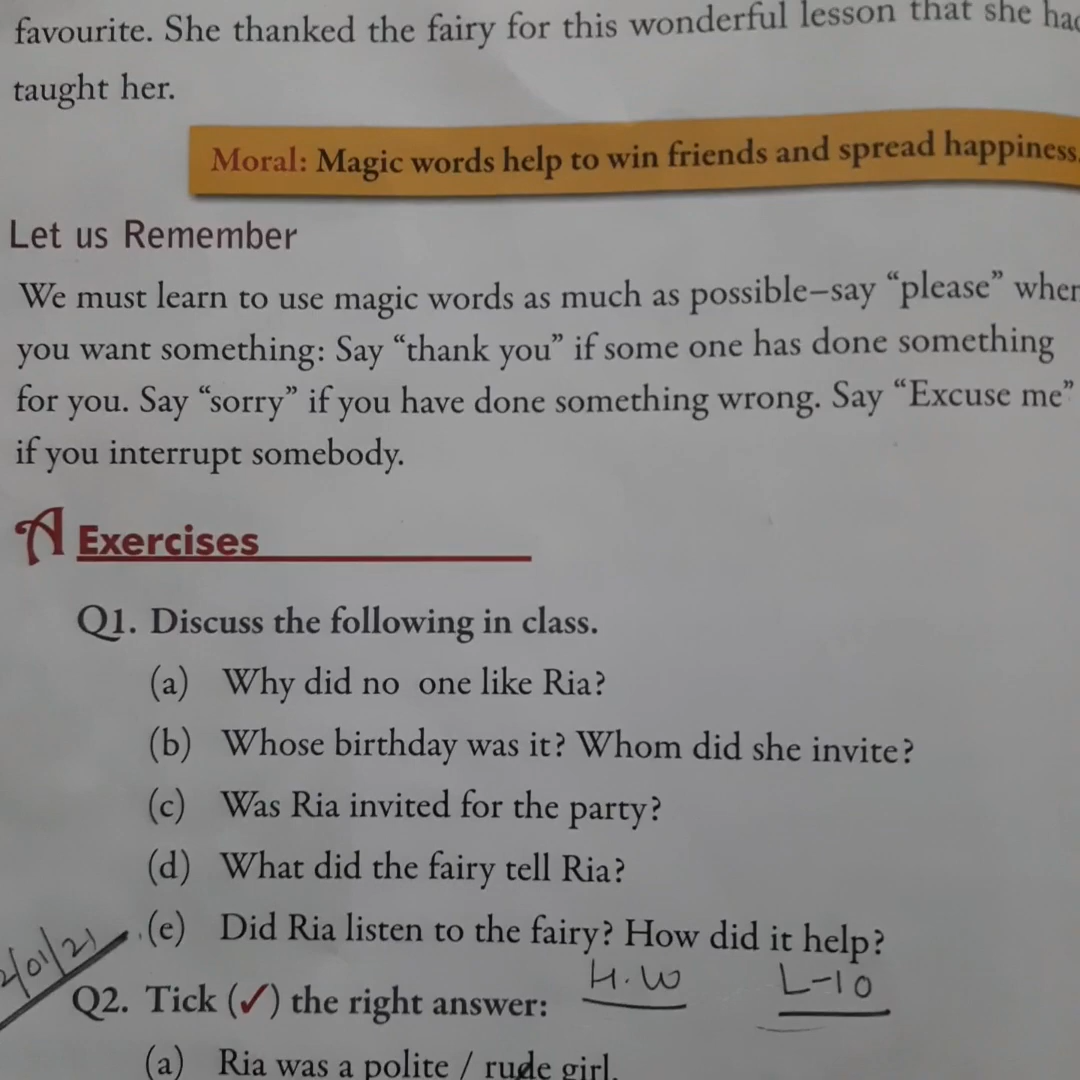 favourite. She thanked the fairy for this wonderful lesson that she had
taught her.
Moral: Magic words help to win friends and spread happiness.
Let us Remember
We must learn to use magic words as much as possible–say “please” when
you want something: Say “thank you” if some one has done something
for you. Say “sorry” if you have done something wrong. Say “Excuse me”
if you interrupt somebody.
A Exercises
Q1. Discuss the following in class.
(a) Why did no one like Ria?
(b) Whose birthday was it? Whom did she invite?
(c) Was Ria invited for the party?
(d) What did the fairy tell Ria?
(e) Did Ria listen to the fairy? How did it help?
2/01/21
H.W L-10
Q2. Tick (✓) the right answer:
(a) Ria was a polite / rude girl.